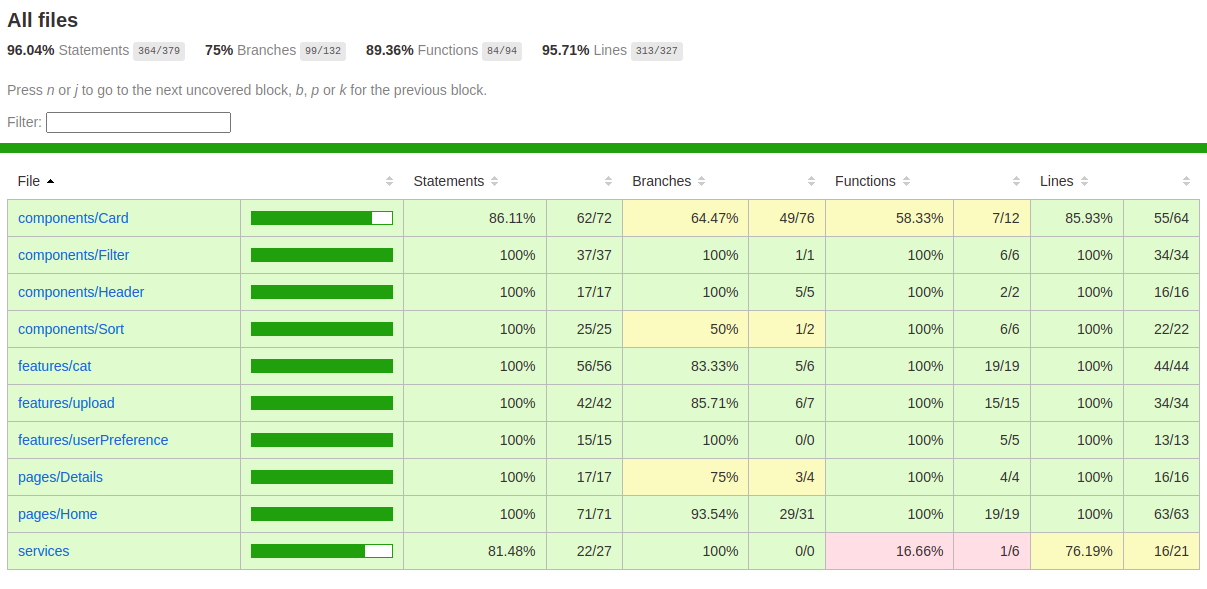 All files
96.04% Statements 364/379 75% Branches 99/132 89.36% Functions 84/94 95.71% Lines 313/327
Press n or j to go to the next uncovered block, b, p or k for the previous block.
Filter:
File Statements Branches Functions Lines
components/Card 86.11% 62/72 64.47% 49/76 58.33% 7/12 85.93% 55/64
components/Filter 100% 37/37 100% 1/1 100% 6/6 100% 34/34
components/Header 100% 17/17 100% 5/5 100% 2/2 100% 16/16
components/Sort 100% 25/25 50% 1/2 100% 6/6 100% 22/22
features/cat 100% 56/56 83.33% 5/6 100% 19/19 100% 44/44
features/upload 100% 42/42 85.71% 6/7 100% 15/15 100% 34/34
features/userPreference 100% 15/15 100% 0/0 100% 5/5 100% 13/13
pages/Details 100% 17/17 75% 3/4 100% 4/4 100% 16/16
pages/Home 100% 71/71 93.54% 29/31 100% 19/19 100% 63/63
services 81.48% 22/27 100% 0/0 16.66% 1/6 76.19% 16/21